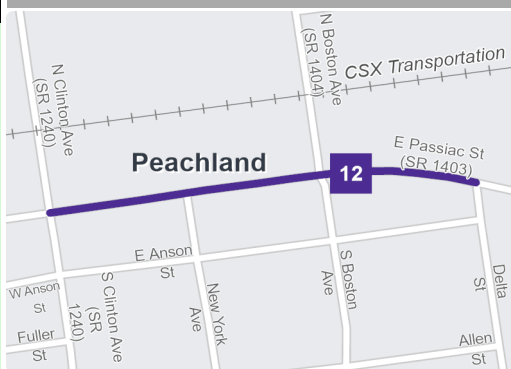 N Clinton Ave
(SR 1240)
N Boston Ave
(SR 1404)
CSX Transportation
Peachland
12
E Passiac St
(SR 1403)
E Anson
St
W Anson
St
S Clinton Ave
(SR
1240)
New York
Ave
S Boston
Ave
Delta
St
Fuller
St
Allen
St